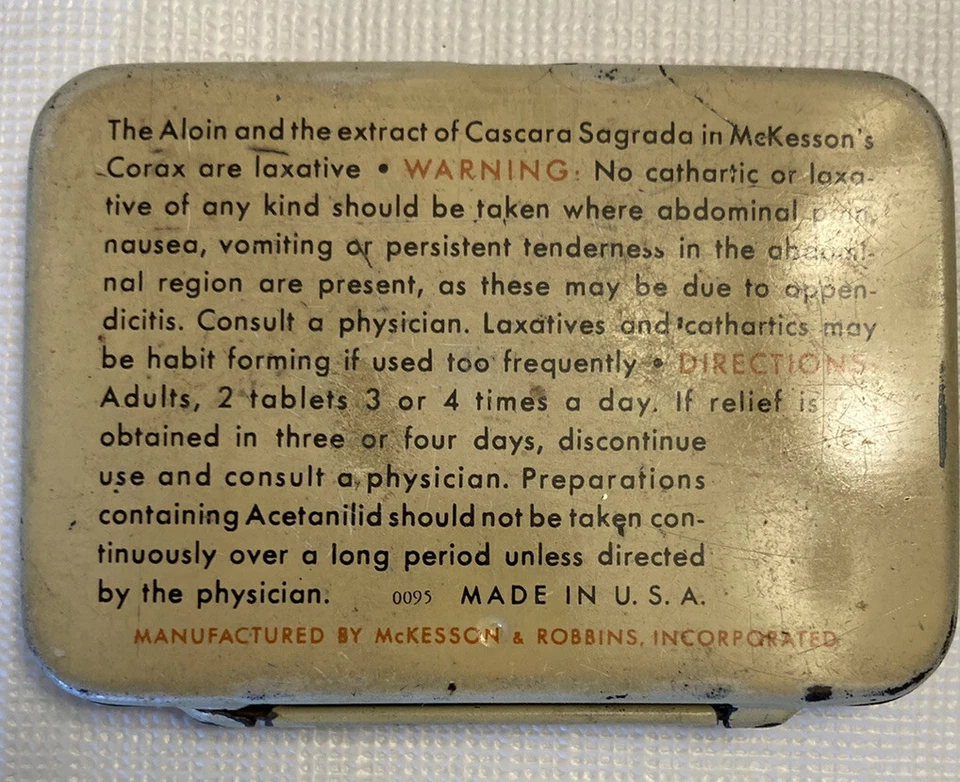 The Aloin and the extract of Cascara Sagrada in McKesson's
Corax are laxative • WARNING: No cathartic or laxa-
tive of any kind should be taken where abdominal pain,
nausea, vomiting or persistent tenderness in the abdomi-
nal region are present, as these may be due to appen-
dicitis. Consult a physician. Laxatives and cathartics may
be habit forming if used too frequently • DIRECTIONS:
Adults, 2 tablets 3 or 4 times a day. If relief is
obtained in three or four days, discontinue
use and consult a physician. Preparations
containing Acetanilid should not be taken con-
tinuously over a long period unless directed
by the physician. 0095 MADE IN U. S. A.
MANUFACTURED BY McKESSON & ROBBINS, INCORPORATED